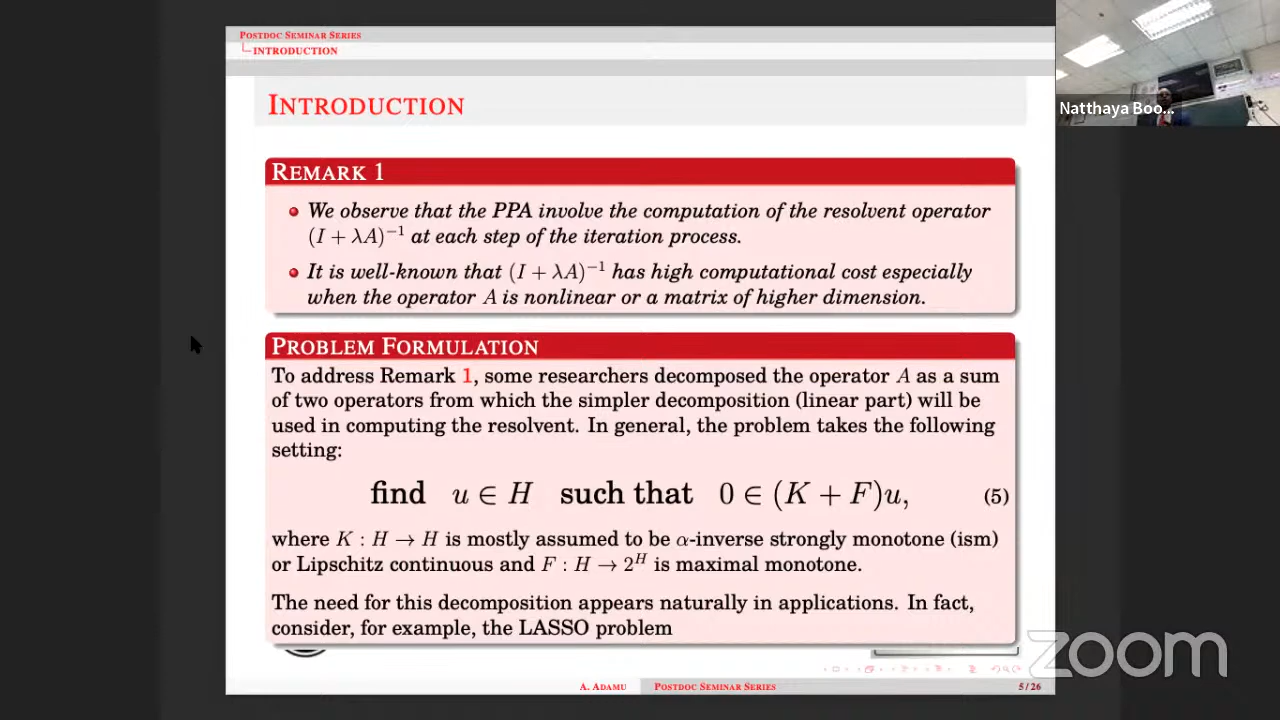 POSTDOC SEMINAR SERIES
INTRODUCTION
INTRODUCTION
Natthaya Boo...
REMARK 1
We observe that the PPA involve the computation of the resolvent operator
(I + λA)⁻¹ at each step of the iteration process.
It is well-known that (I + λA)⁻¹ has high computational cost especially
when the operator A is nonlinear or a matrix of higher dimension.
PROBLEM FORMULATION
To address Remark 1, some researchers decomposed the operator A as a sum
of two operators from which the simpler decomposition (linear part) will be
used in computing the resolvent. In general, the problem takes the following
setting:
find u ∈ H such that 0 ∈ (K + F)u, (5)
where K : H → H is mostly assumed to be α-inverse strongly monotone (ism)
or Lipschitz continuous and F : H → 2ᴴ is maximal monotone.
The need for this decomposition appears naturally in applications. In fact,
consider, for example, the LASSO problem
zoom
A. ADAMU POSTDOC SEMINAR SERIES 5 / 26